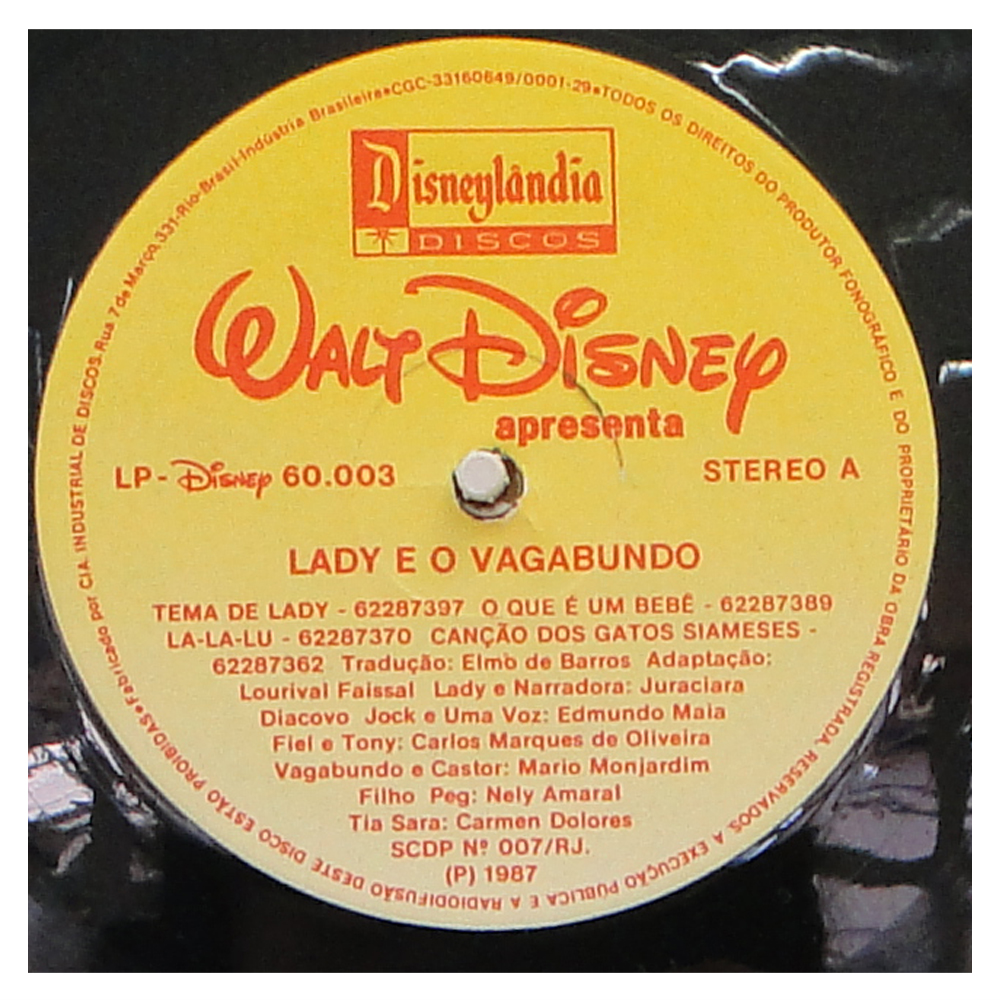 Fabricado por CIA. INDUSTRIAL DE DISCOS. Rua 7 de Março, 331-Rio-Brasil-Indústria Brasileira•CGC-33160649/0001-29•TODOS OS DIREITOS DO PRODUTOR FONOGRÁFICO E DO PROPRIETÁRIO DA OBRA REGISTRADA, RESERVADOS. A EXECUÇÃO PÚBLICA E A RADIODIFUSÃO DESTE DISCO ESTÃO PROIBIDAS•
Disneylândia
DISCOS
WALT DISNEY
apresenta
LP - Disney 60.003
STEREO A
LADY E O VAGABUNDO
TEMA DE LADY - 62287397 O QUE É UM BEBÊ - 62287389
LA-LA-LU - 62287370 CANÇÃO DOS GATOS SIAMESES -
62287362 Tradução: Elmo de Barros Adaptação:
Lourival Faissal Lady e Narradora: Juraciara
Diacovo Jock e Uma Voz: Edmundo Maia
Fiel e Tony: Carlos Marques de Oliveira
Vagabundo e Castor: Mario Monjardim
Filho Peg: Nely Amaral
Tia Sara: Carmen Dolores
SCDP Nº 007/RJ.
(P) 1987